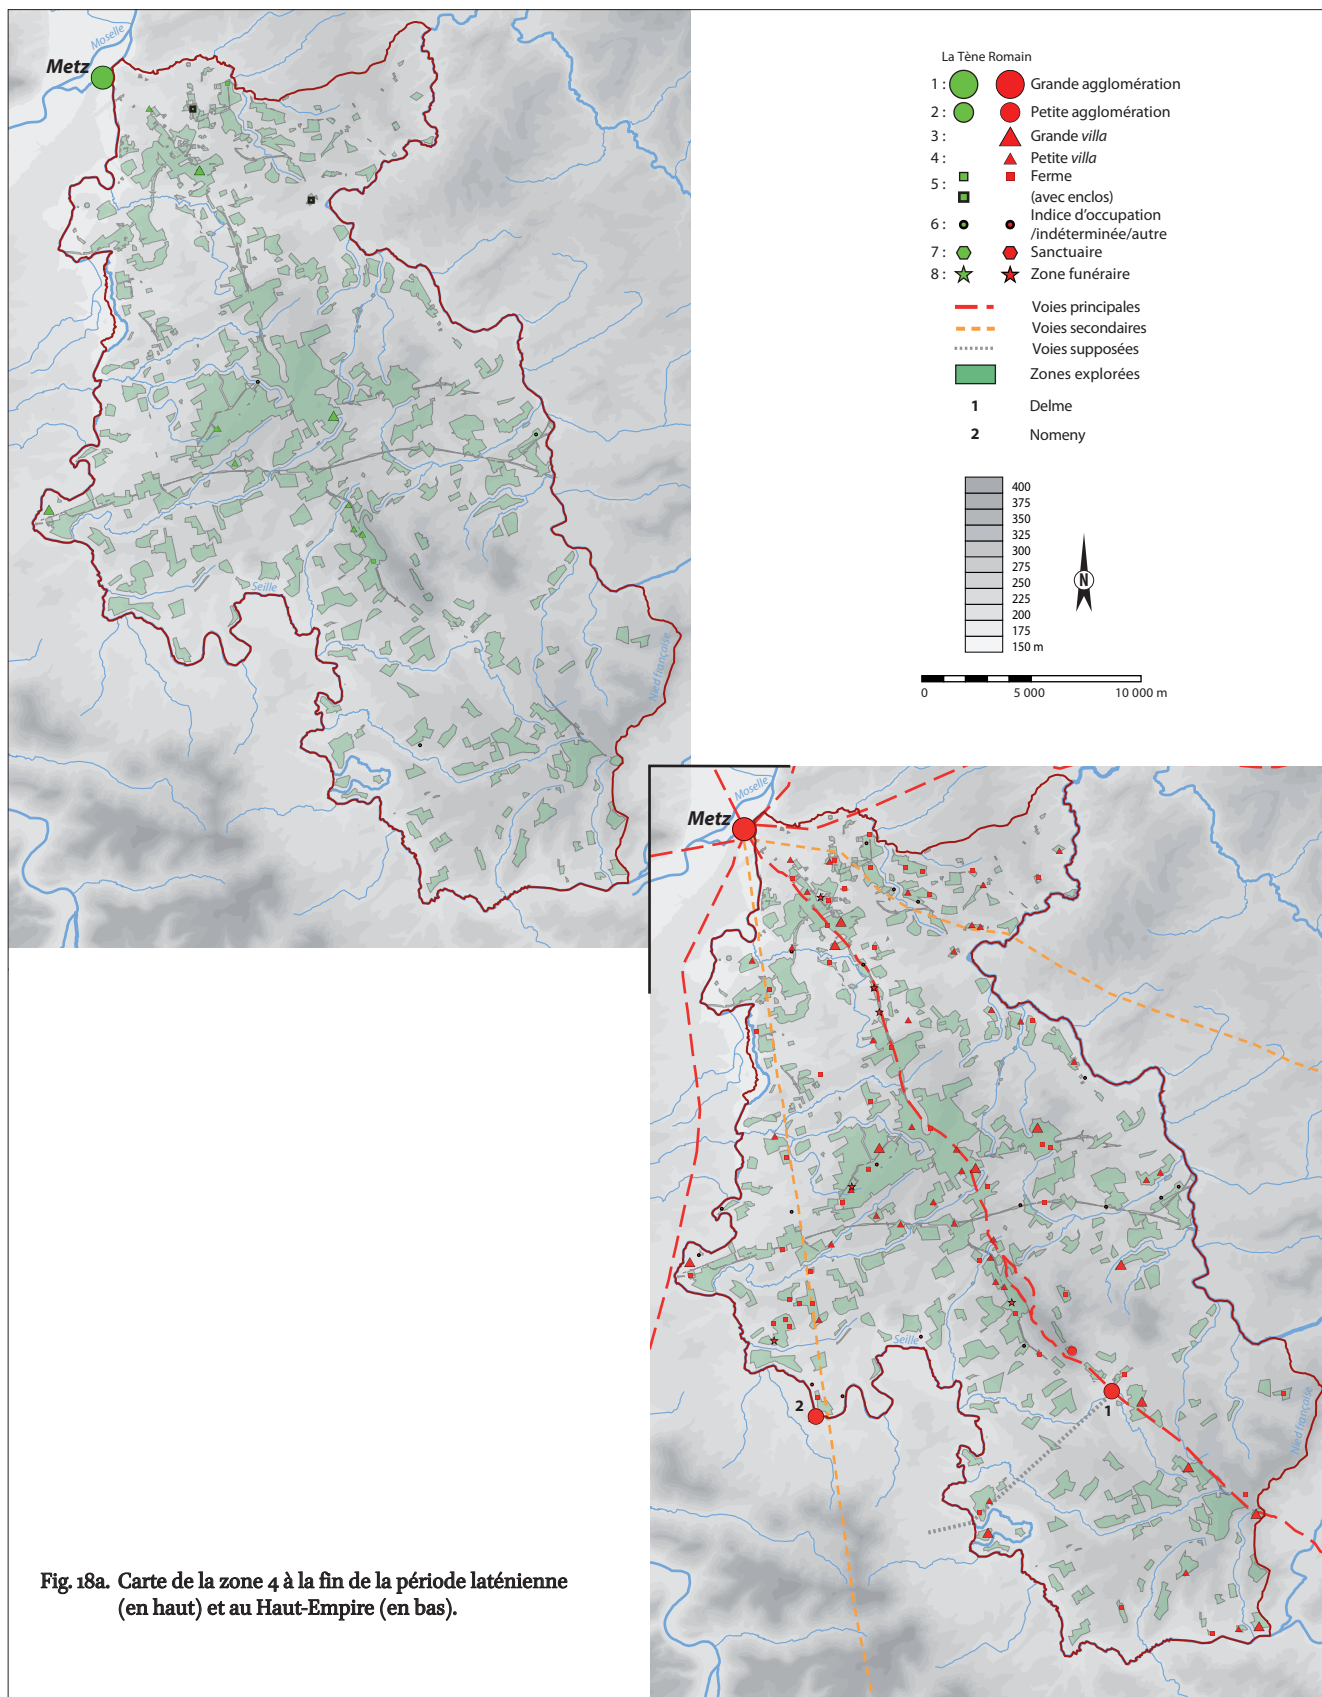 Moselle
Metz
Seille
Nied française
La Tène Romain
1 : Grande agglomération
2 : Petite agglomération
3 : Grande villa
4 : Petite villa
5 : Ferme
(avec enclos)
6 : Indice d'occupation
/indéterminée/autre
7 : Sanctuaire
8 : Zone funéraire
Voies principales
Voies secondaires
Voies supposées
Zones explorées
1 Delme
2 Nomeny
400
375
350
325
300
275
250
225
200
175
150 m
N
0 5 000 10 000 m
Moselle
Metz
Seille
2
1
Nied française
Fig. 18a. Carte de la zone 4 à la fin de la période laténienne
(en haut) et au Haut-Empire (en bas).